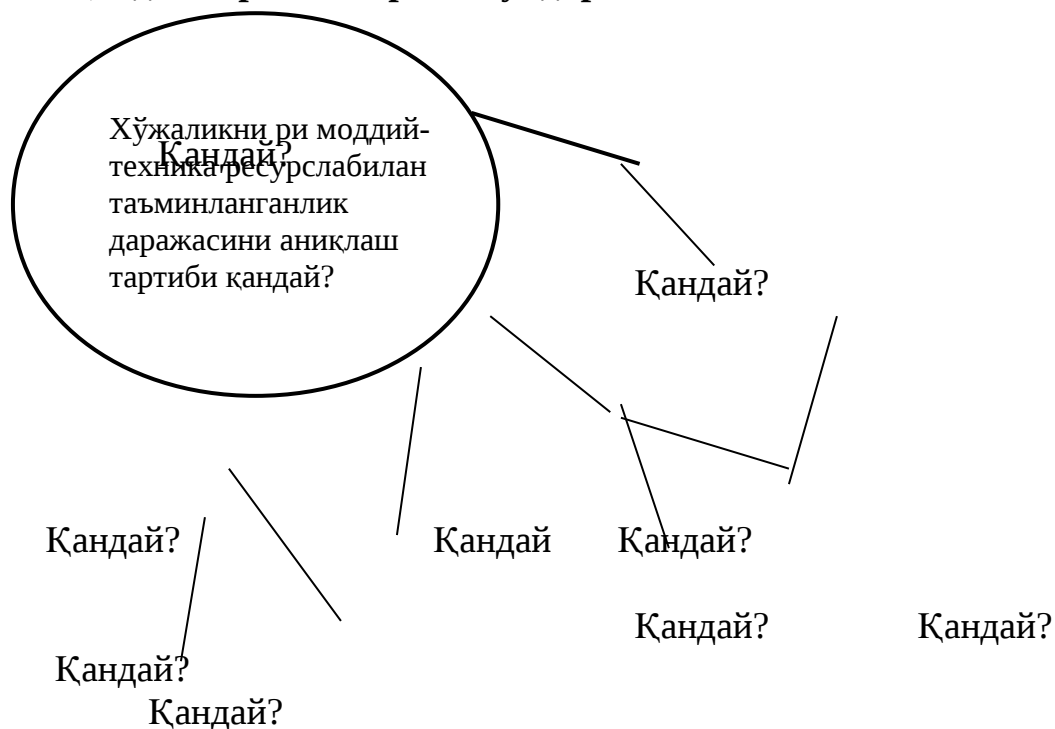 Хўжаликни ри моддий-
Қандай?
техника ресурслабилан
таъминланганлик
даражасини аниқлаш
тартиби қандай?
Қандай?
Қандай?
Қандай
Қандай?
Қандай?
Қандай?
Қандай?
Қандай?